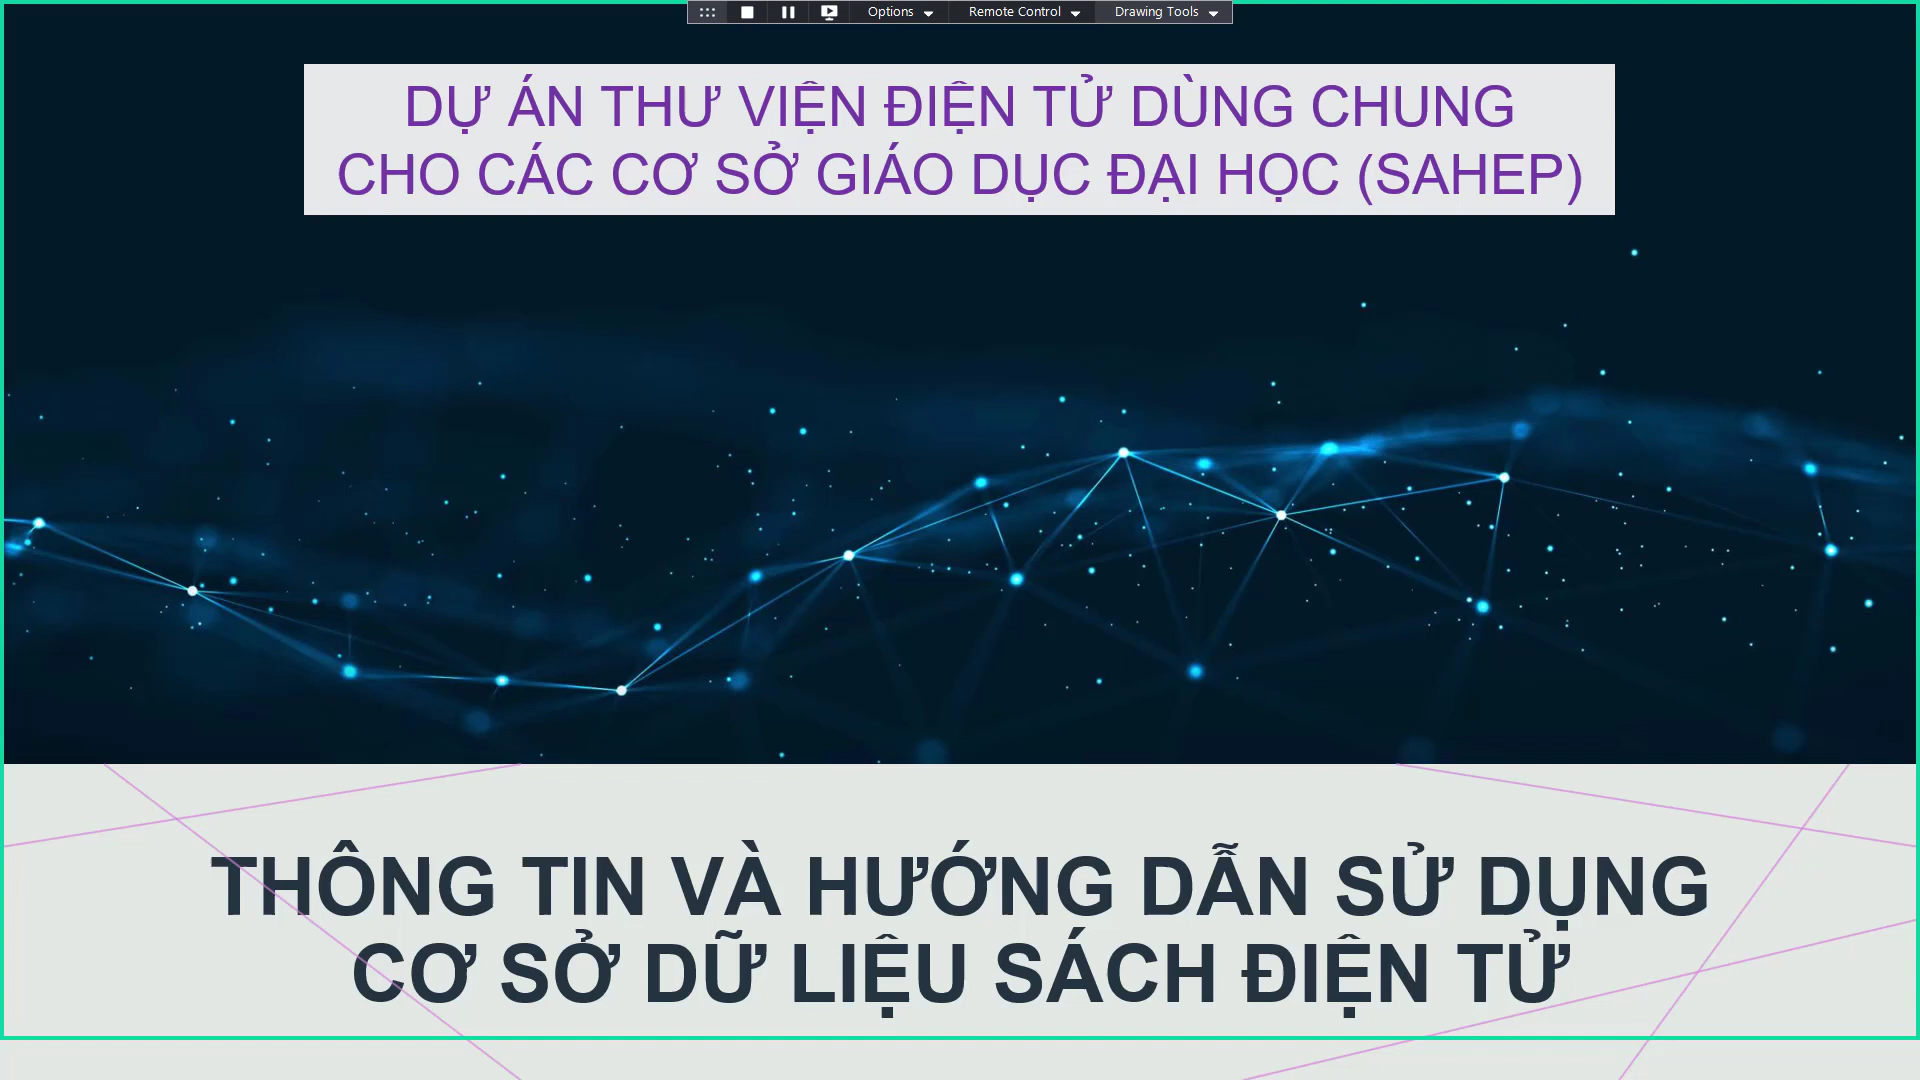 Options
Remote Control
Drawing Tools
DỰ ÁN THƯ VIỆN ĐIỆN TỬ DÙNG CHUNG
CHO CÁC CƠ SỞ GIÁO DỤC ĐẠI HỌC (SAHEP)
THÔNG TIN VÀ HƯỚNG DẪN SỬ DỤNG
CƠ SỞ DỮ LIỆU SÁCH ĐIỆN TỬ